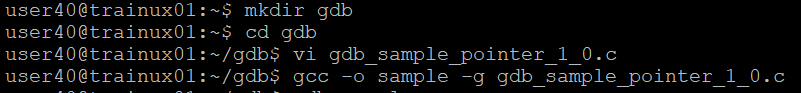 user40@trainux01:~$ mkdir gdb
user40@trainux01:~$ cd gdb
user40@trainux01:~/gdb$ vi gdb_sample_pointer_1_0.c
user40@trainux01:~/gdb$ gcc -o sample -g gdb_sample_pointer_1_0.c